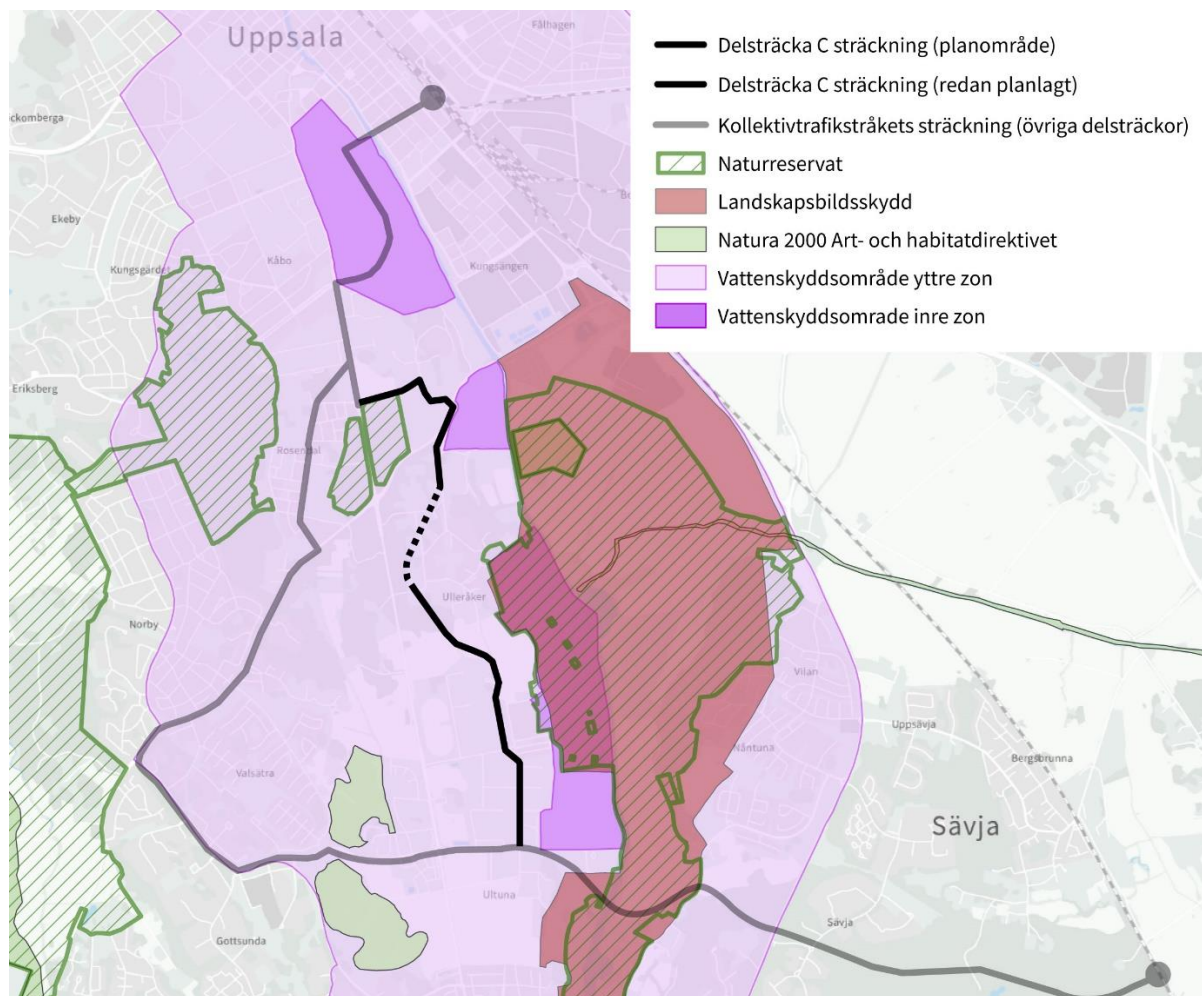 Uppsala
Fålhagen
Delsträcka C sträckning (planområde)
Delsträcka C sträckning (redan planlagt)
Kollektivtrafikstråkets sträckning (övriga delsträckor)
Naturreservat
Landskapsbildsskydd
Natura 2000 Art- och habitatdirektivet
Vattenskyddsområde yttre zon
Vattenskyddsomrade inre zon
ckomberga
Ekeby
Kåbo
Kungsgärdet
Kungsängen
Eriksberg
Rosendal
Ulleråker
Norby
Vilan
Uppsävja
Bergsbrunna
Nåntuna
Valsätra
Sävja
Ultuna
Sävja
Gottsunda